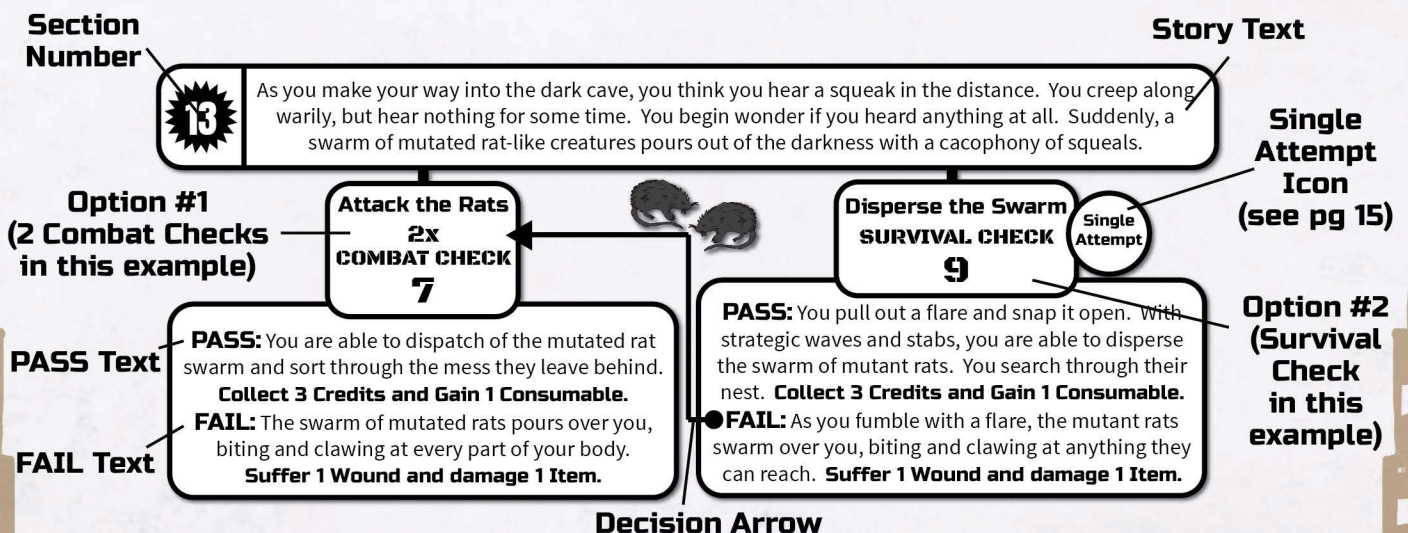 Section
Number
Story Text
13
As you make your way into the dark cave, you think you hear a squeak in the distance.  You creep along
warily, but hear nothing for some time.  You begin wonder if you heard anything at all.  Suddenly, a
swarm of mutated rat-like creatures pours out of the darkness with a cacophony of squeals.
Single
Attempt
Icon
(see pg 15)
Option #1
(2 Combat Checks
in this example)
Attack the Rats
2x
COMBAT CHECK
7
Disperse the Swarm
SURVIVAL CHECK
9
Single
Attempt
Option #2
(Survival
Check
in this
example)
PASS Text
PASS: You are able to dispatch of the mutated rat
swarm and sort through the mess they leave behind.
Collect 3 Credits and Gain 1 Consumable.
FAIL: The swarm of mutated rats pours over you,
biting and clawing at every part of your body.
Suffer 1 Wound and damage 1 Item.
FAIL Text
PASS: You pull out a flare and snap it open.  With
strategic waves and stabs, you are able to disperse
the swarm of mutant rats.  You search through their
nest.  Collect 3 Credits and Gain 1 Consumable.
FAIL: As you fumble with a flare, the mutant rats
swarm over you, biting and clawing at anything they
can reach.  Suffer 1 Wound and damage 1 Item.
Decision Arrow